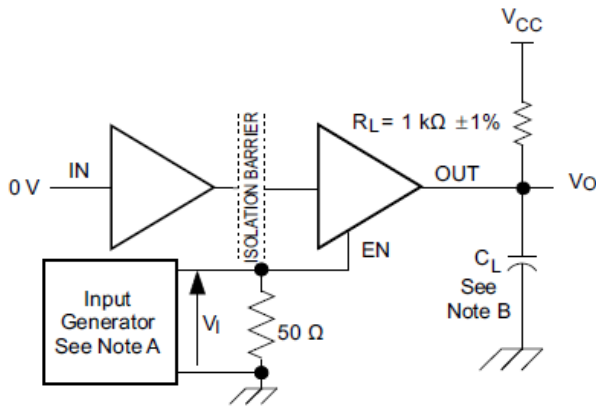 VCC
RL = 1 kΩ ±1%
ISOLATION BARRIER
IN
0 V
OUT
VO
EN
CL
See
Note B
Input
Generator
See Note A
VI
50 Ω